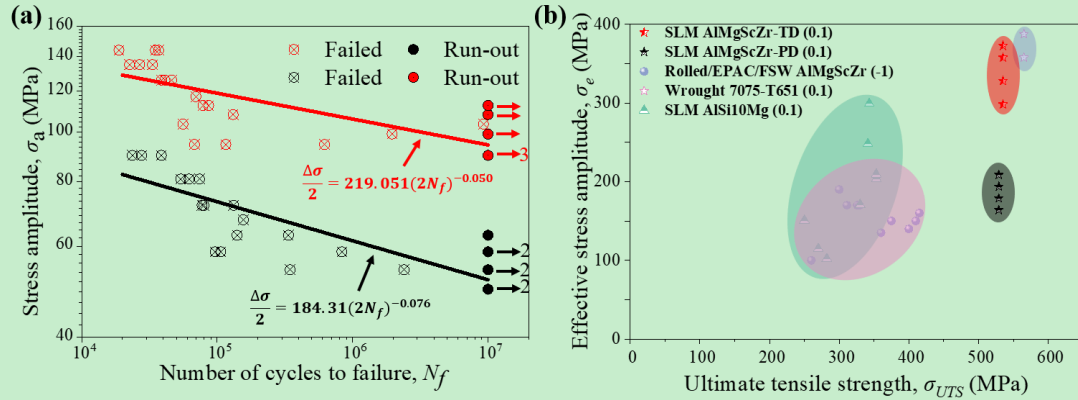 (a)
Failed
Run-out
Failed
Run-out
160
140
120
100
80
60
40
Stress amplitude, σa (MPa)
3
2
2
2
Δσ/2 = 219.051(2Nf)^−0.050
Δσ/2 = 184.31(2Nf)^−0.076
10^4
10^5
10^6
10^7
Number of cycles to failure, Nf
(b)
SLM AlMgScZr-TD (0.1)
SLM AlMgScZr-PD (0.1)
Rolled/EPAC/FSW AlMgScZr (-1)
Wrought 7075-T651 (0.1)
SLM AlSi10Mg (0.1)
400
300
200
100
0
Effective stress amplitude, σe (MPa)
0
100
200
300
400
500
600
Ultimate tensile strength, σUTS (MPa)